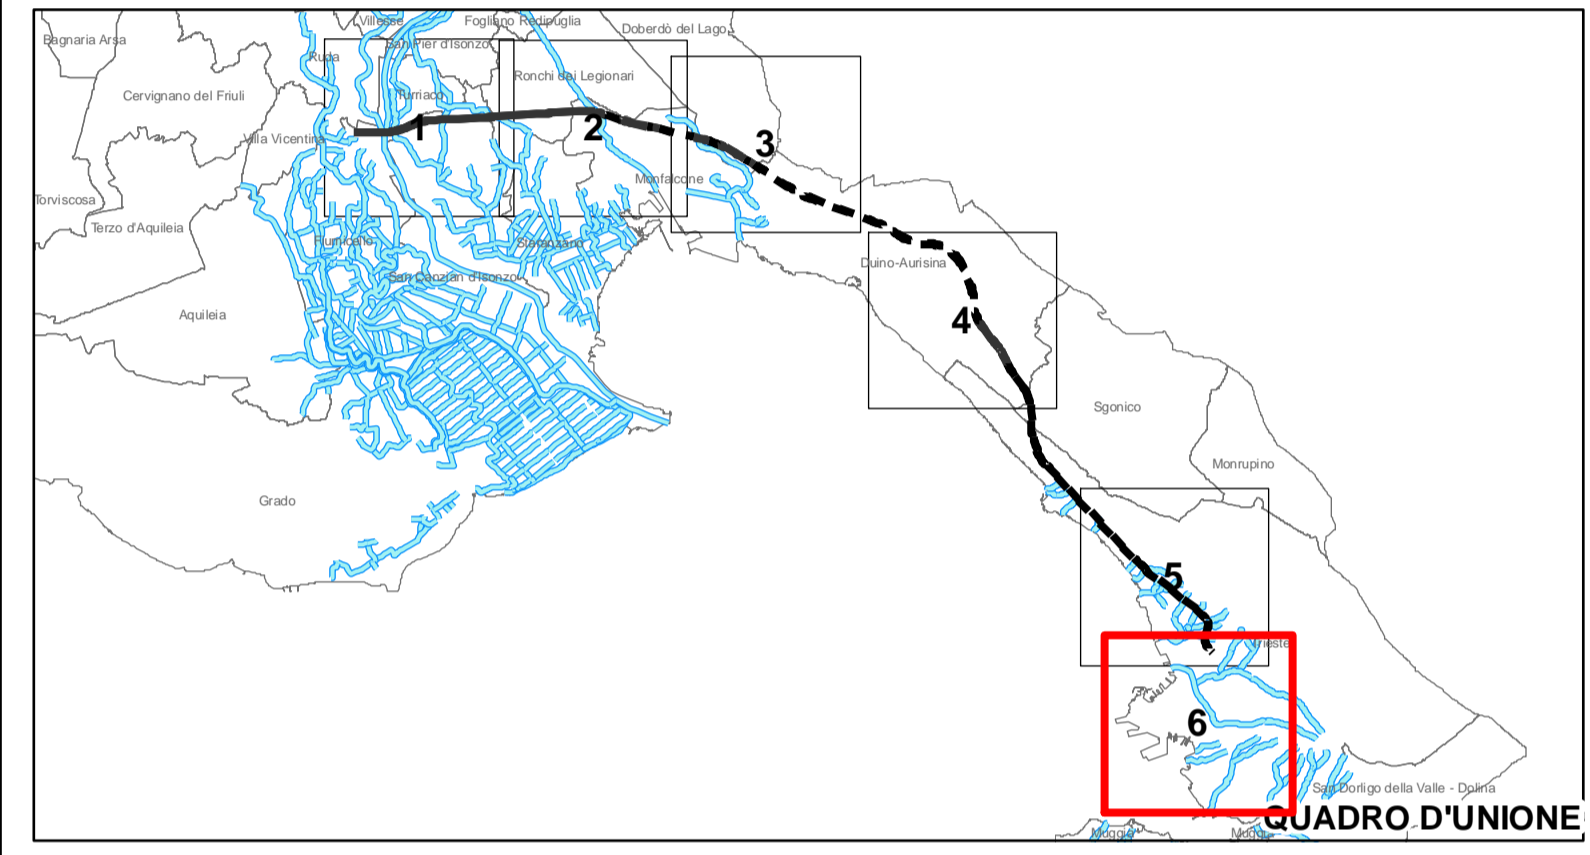 Villesse
Fogliano Redipuglia
Doberdò del Lago
Bagnaria Arsa
San Pier d'Isonzo
Ruda
Ronchi dei Legionari
Cervignano del Friuli
Turriaco
1
2
3
Villa Vicentina
Monfalcone
Torviscosa
Terzo d'Aquileia
Fiumicello
Staranzano
Duino-Aurisina
San Canzian d'Isonzo
Aquileia
4
Sgonico
Monrupino
Grado
5
Trieste
6
San Dorligo della Valle - Dolina
QUADRO D'UNIONE
Muggia
Muggia